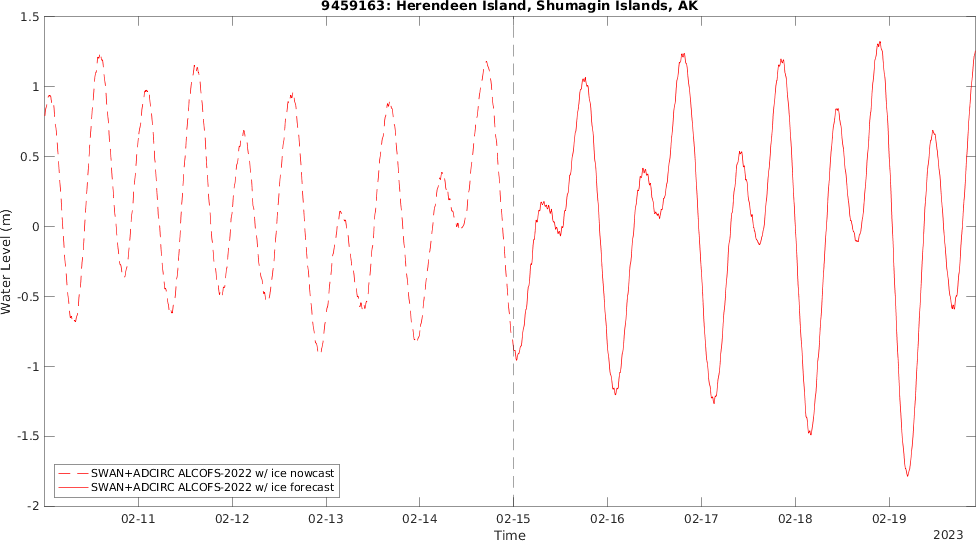 9459163: Herendeen Island, Shumagin Islands, AK
1.5
1
0.5
0
-0.5
-1
-1.5
-2
Water Level (m)
SWAN+ADCIRC ALCOFS-2022 w/ ice nowcast
SWAN+ADCIRC ALCOFS-2022 w/ ice forecast
02-11 02-12 02-13 02-14 02-15 02-16 02-17 02-18 02-19
Time
2023